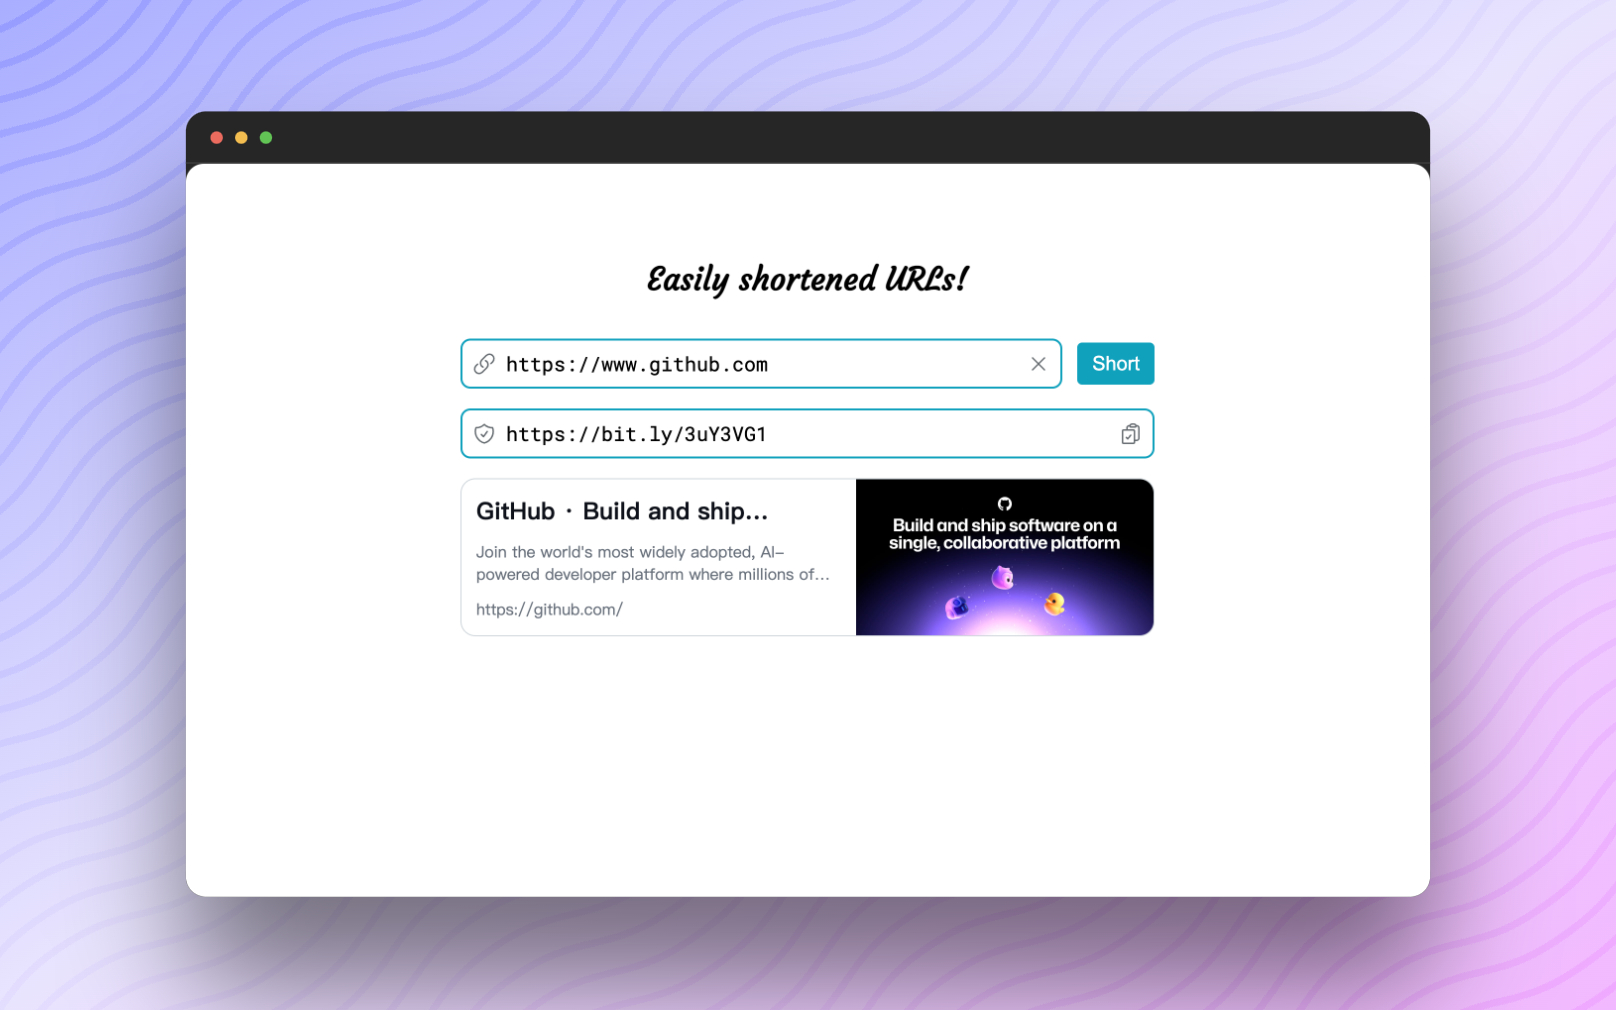 Easily shortened URLs!
https://www.github.com
Short
https://bit.ly/3uY3VG1
GitHub · Build and ship...
Join the world's most widely adopted, AI-
powered developer platform where millions of...
https://github.com/
Build and ship software on a
single, collaborative platform